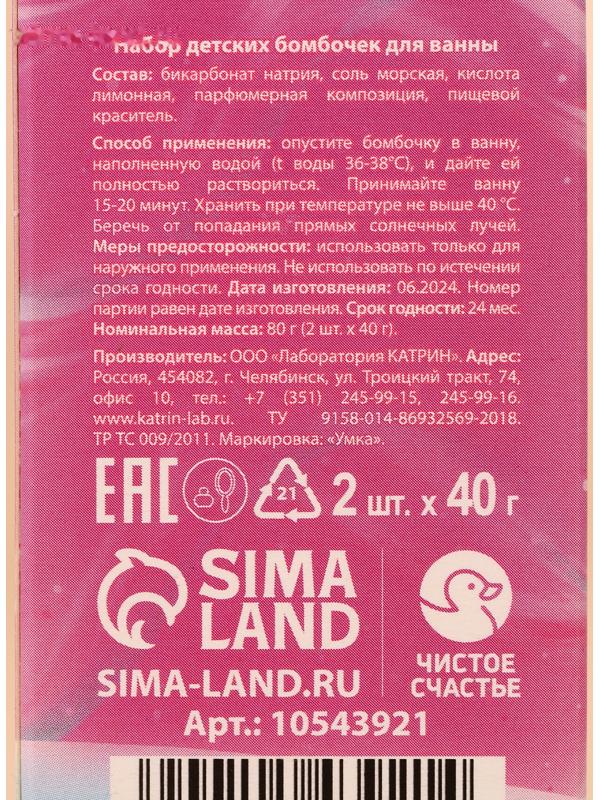 Набор детских бомбочек для ванны
Состав: бикарбонат натрия, соль морская, кислота
лимонная, парфюмерная композиция, пищевой
краситель.
Способ применения: опустите бомбочку в ванну,
наполненную водой (t воды 36-38°C), и дайте ей
полностью раствориться. Принимайте ванну
15-20 минут. Хранить при температуре не выше 40 °C.
Беречь от попадания прямых солнечных лучей.
Меры предосторожности: использовать только для
наружного применения. Не использовать по истечении
срока годности. Дата изготовления: 06.2024. Номер
партии равен дате изготовления. Срок годности: 24 мес.
Номинальная масса: 80 г (2 шт. х 40 г).
Производитель: ООО «Лаборатория КАТРИН». Адрес:
Россия, 454082, г. Челябинск, ул. Троицкий тракт, 74,
офис 10, тел.: +7 (351) 245-99-15, 245-99-16.
www.katrin-lab.ru. ТУ 9158-014-86932569-2018.
ТР ТС 009/2011. Маркировка: «Умка».
ЕАС 21 2 шт. х 40 г
SIMA
LAND
SIMA-LAND.RU
ЧИСТОЕ
СЧАСТЬЕ
Арт.: 10543921